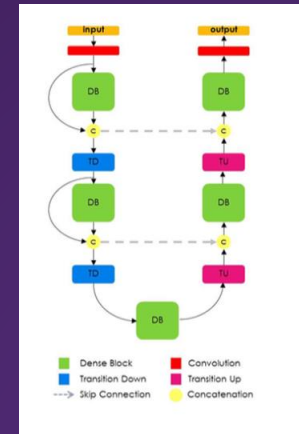 Input output
DB DB
c c
TD TU
DB DB
c c
TD TU
DB
Dense Block Convolution
Transition Down Transition Up
Skip Connection Concatenation